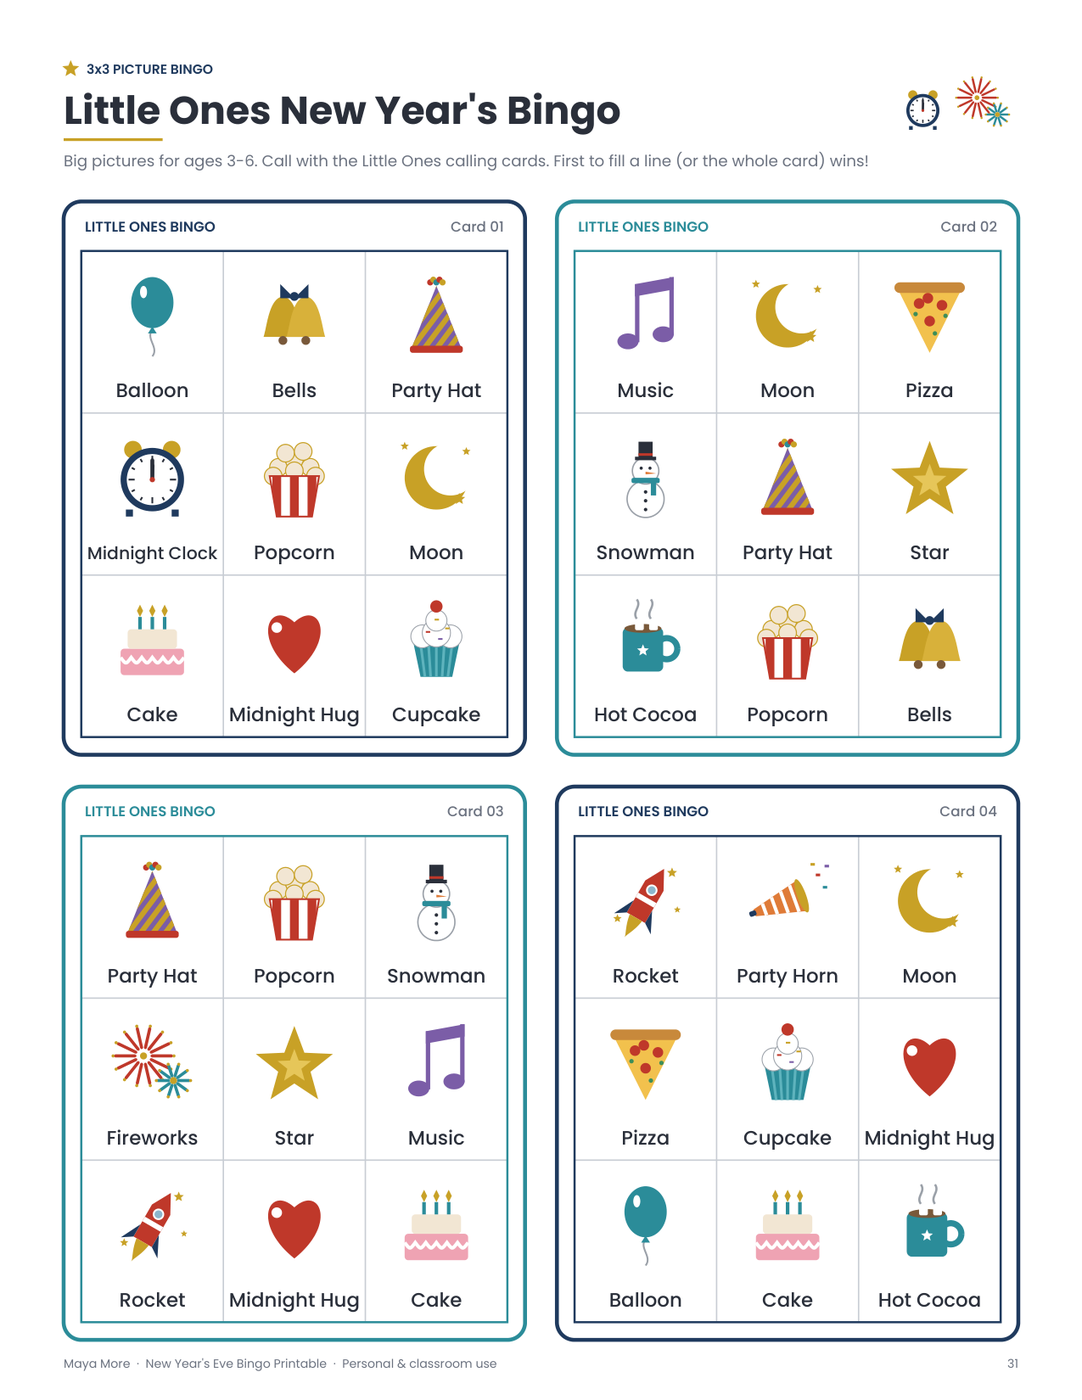 3x3 PICTURE BINGO
Little Ones New Year's Bingo
Big pictures for ages 3-6. Call with the Little Ones calling cards. First to fill a line (or the whole card) wins!
LITTLE ONES BINGO Card 01
Balloon Bells Party Hat
Midnight Clock Popcorn Moon
Cake Midnight Hug Cupcake
LITTLE ONES BINGO Card 02
Music Moon Pizza
Snowman Party Hat Star
Hot Cocoa Popcorn Bells
LITTLE ONES BINGO Card 03
Party Hat Popcorn Snowman
Fireworks Star Music
Rocket Midnight Hug Cake
LITTLE ONES BINGO Card 04
Rocket Party Horn Moon
Pizza Cupcake Midnight Hug
Balloon Cake Hot Cocoa
Maya More · New Year's Eve Bingo Printable · Personal & classroom use 31